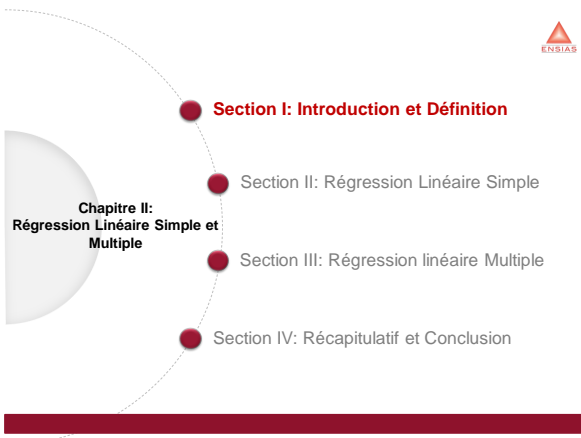 ENSIAS
Section I: Introduction et Définition
Section II: Régression Linéaire Simple
Chapitre II:
Régression Linéaire Simple et
Multiple
Section III: Régression linéaire Multiple
Section IV: Récapitulatif et Conclusion